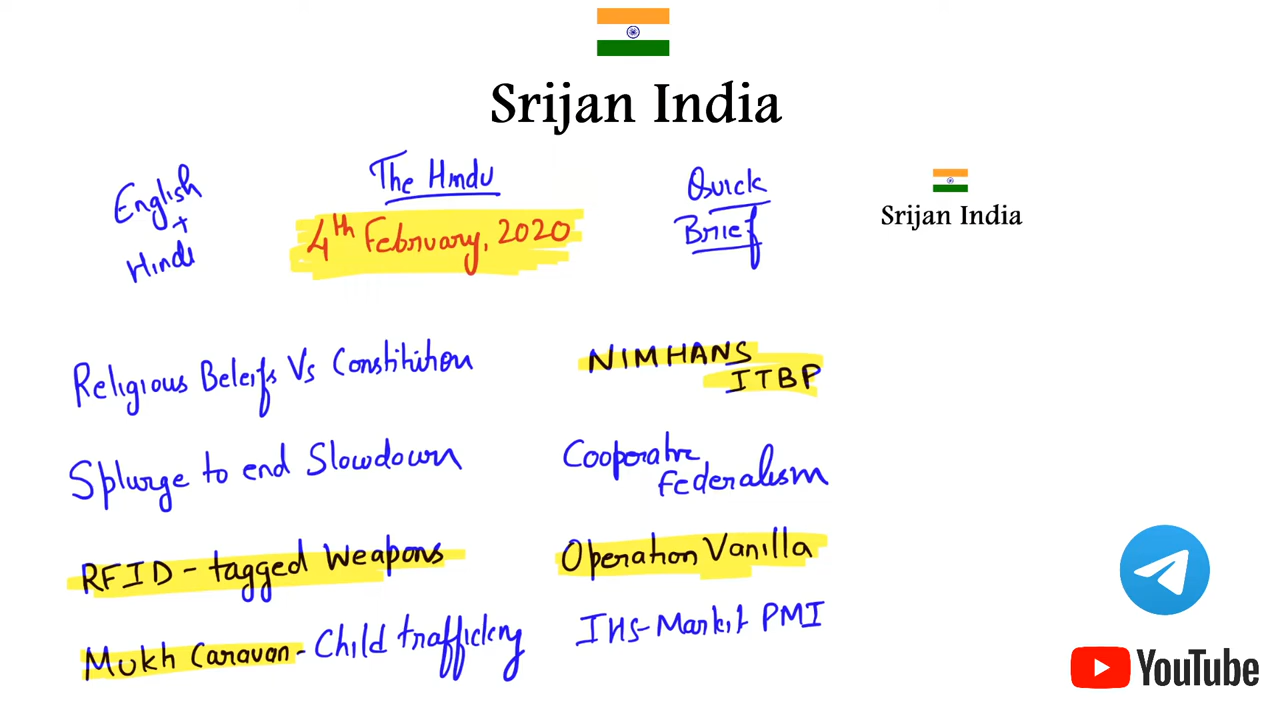 Srijan India
English
+
Hindi
The Hindu
4th February, 2020
Quick
Brief
Srijan India
Religious Beleifs Vs Constitution
NIMHANS
ITBP
Splurge to end Slowdown
Cooperative
Federalism
RFID - tagged Weapons
Operation Vanilla
Mukh Caravan - Child trafficking
IHS-Markit PMI
YouTube